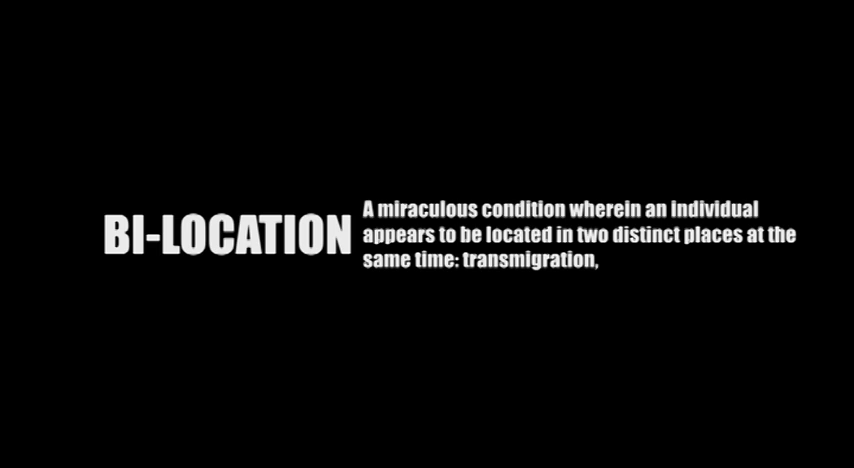 BI-LOCATION
A miraculous condition wherein an individual
appears to be located in two distinct places at the
same time: transmigration,